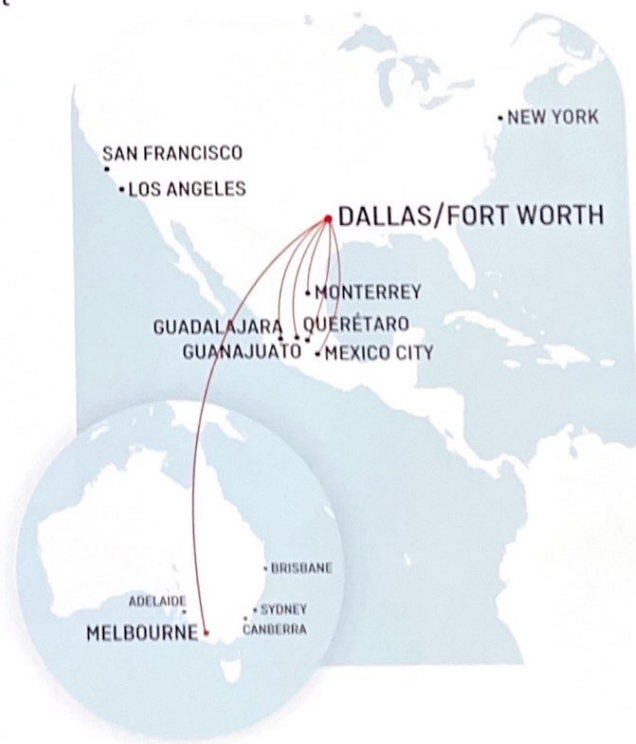 NEW YORK
SAN FRANCISCO
LOS ANGELES
DALLAS/FORT WORTH
MONTERREY
GUADALAJARA
QUERÉTARO
GUANAJUATO
MEXICO CITY
BRISBANE
ADELAIDE
SYDNEY
MELBOURNE
CANBERRA